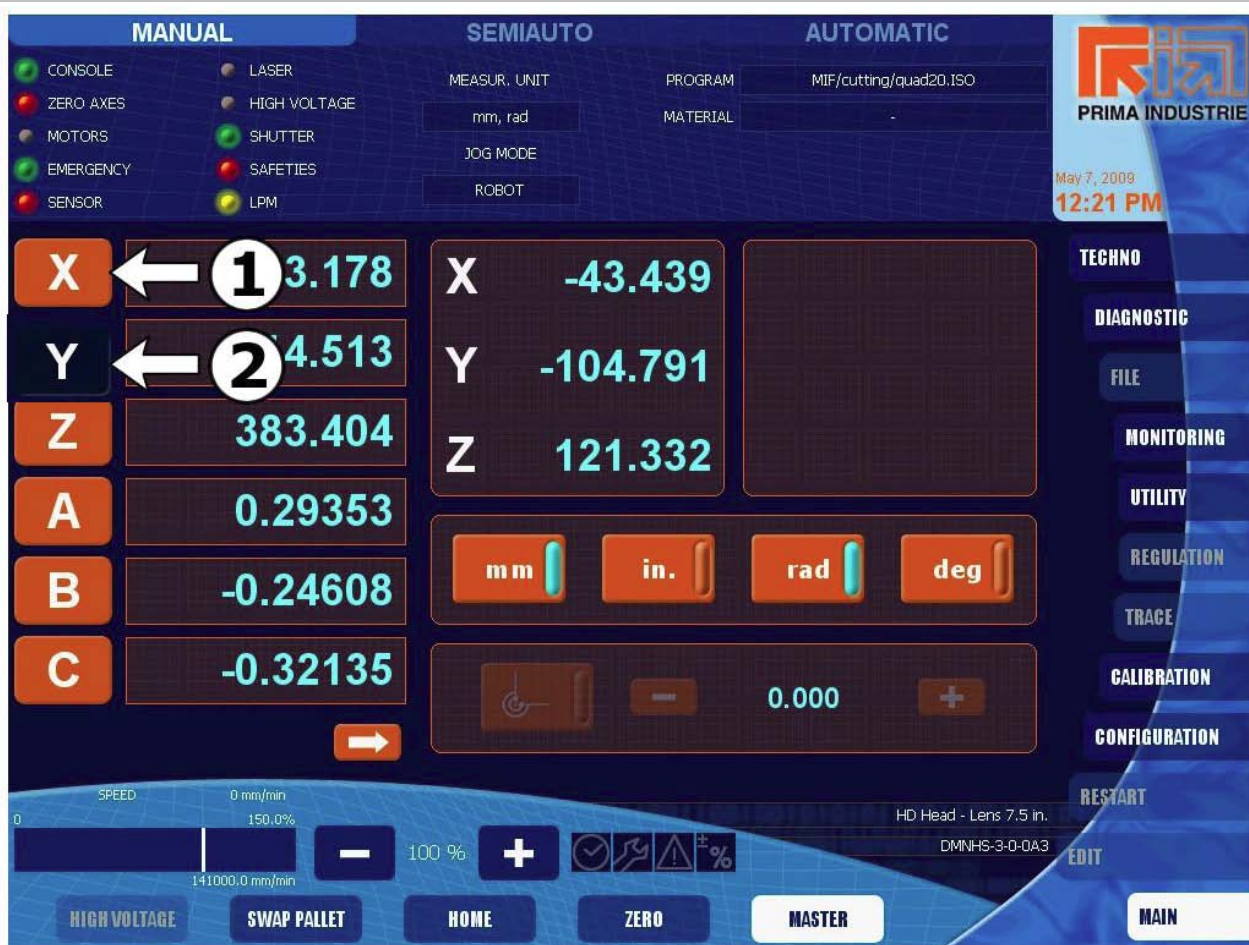 MANUAL SEMIAUTO AUTOMATIC
CONSOLE LASER
ZERO AXES HIGH VOLTAGE
MOTORS SHUTTER
EMERGENCY SAFETIES
SENSOR LPM
MEASUR. UNIT
mm, rad
JOG MODE
ROBOT
PROGRAM MIF/cutting/quad20.ISO
MATERIAL -
PRIMA INDUSTRIE
May 7, 2009
12:21 PM
X 1 3.178
Y 2 4.513
Z 383.404
A 0.29353
B -0.24608
C -0.32135
X -43.439
Y -104.791
Z 121.332
mm in. rad deg
- 0.000 +
TECHNO
DIAGNOSTIC
FILE
MONITORING
UTILITY
REGULATION
TRACE
CALIBRATION
CONFIGURATION
RESTART
EDIT
MAIN
SPEED 0 mm/min
0 150.0%
141000.0 mm/min
- 100 % +
±%
HD Head - Lens 7.5 in.
DMNHS-3-0-0A3
HIGH VOLTAGE SWAP PALLET HOME ZERO MASTER